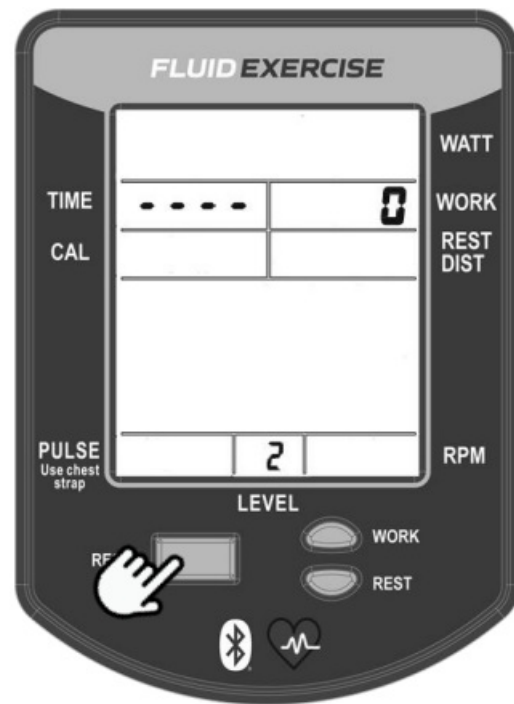 FLUID EXERCISE
WATT
TIME - - - - 0 WORK
CAL
REST
DIST
PULSE
Use chest
strap
2
RPM
LEVEL
WORK
REST